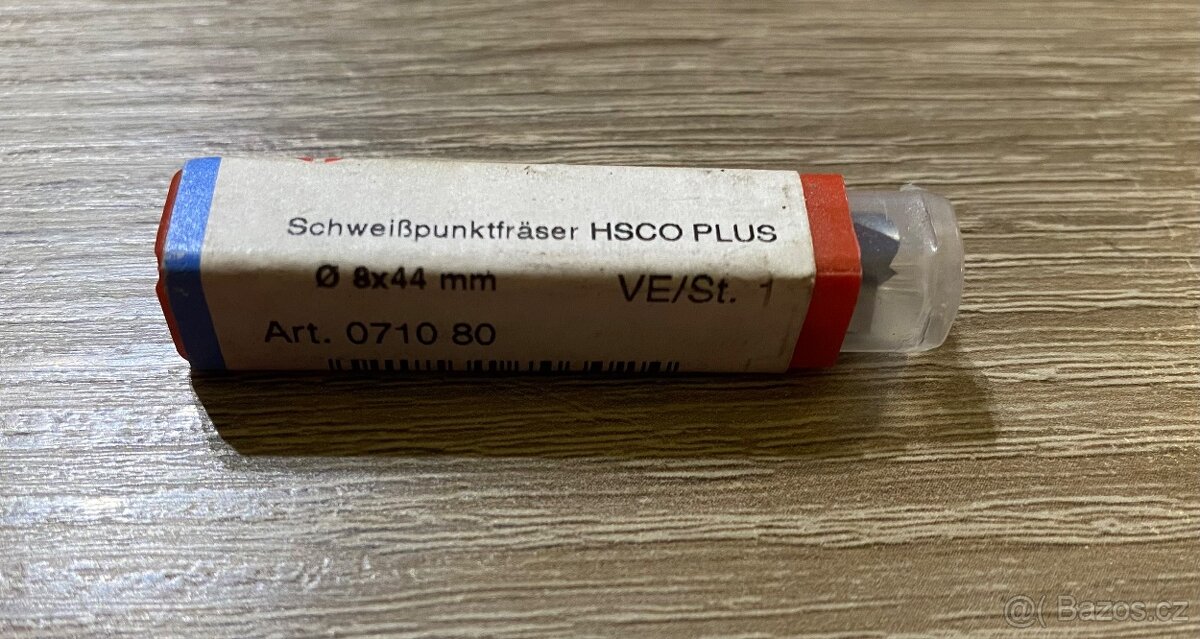 Schweißpunktfräser HSCO PLUS
Ø 8x44 mm VE/St. 1
Art. 0710 80
@( Bazos.cz